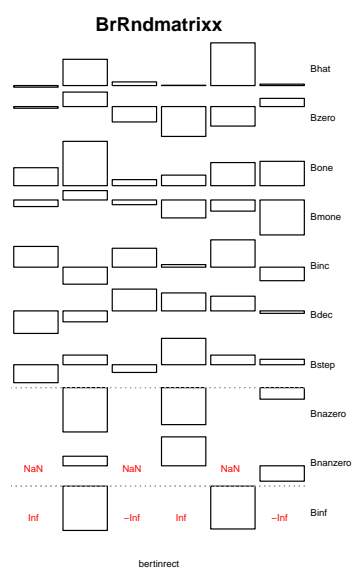 BrRndmatrixx
Bhat
Bzero
Bone
Bmone
Binc
Bdec
Bstep
Bnazero
NaN NaN NaN Bnanzero
Inf −Inf Inf −Inf Binf
bertinrect